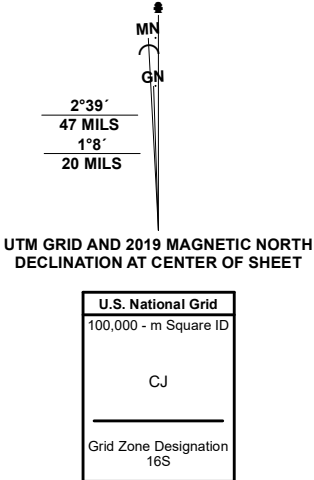 MN
GN
2°39´
47 MILS
1°8´
20 MILS
UTM GRID AND 2019 MAGNETIC NORTH
DECLINATION AT CENTER OF SHEET
U.S. National Grid
100,000 - m Square ID
CJ
Grid Zone Designation
16S